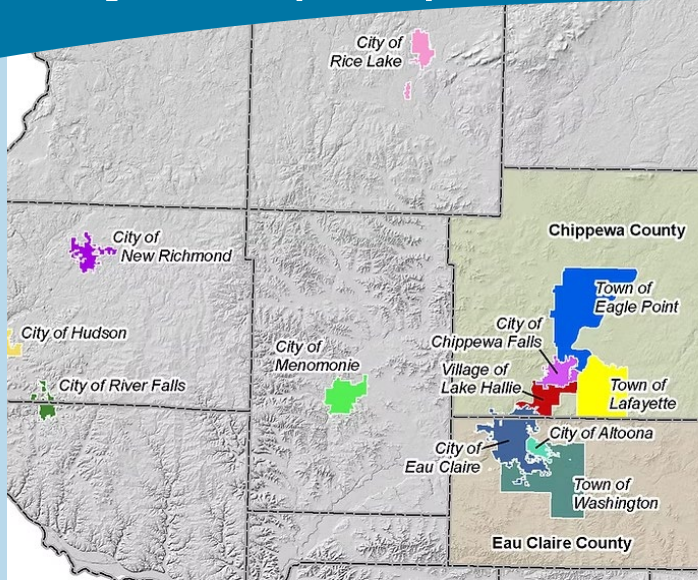 City of
Rice Lake
City of
New Richmond
Chippewa County
Town of
Eagle Point
City of
Chippewa Falls
City of Hudson
City of
Menomonie
Village of
Lake Hallie
City of River Falls
Town of
Lafayette
City of Altoona
City of
Eau Claire
Town of
Washington
Eau Claire County